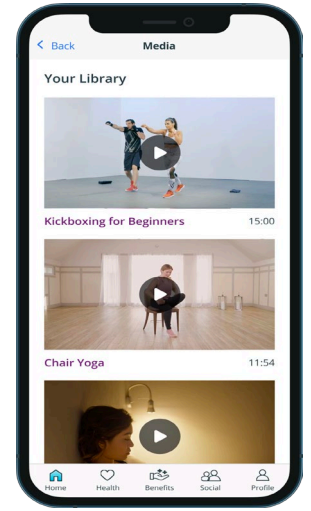 Back
Media
Your Library
Kickboxing for Beginners 15:00
Chair Yoga 11:54
Home Health Benefits Social Profile